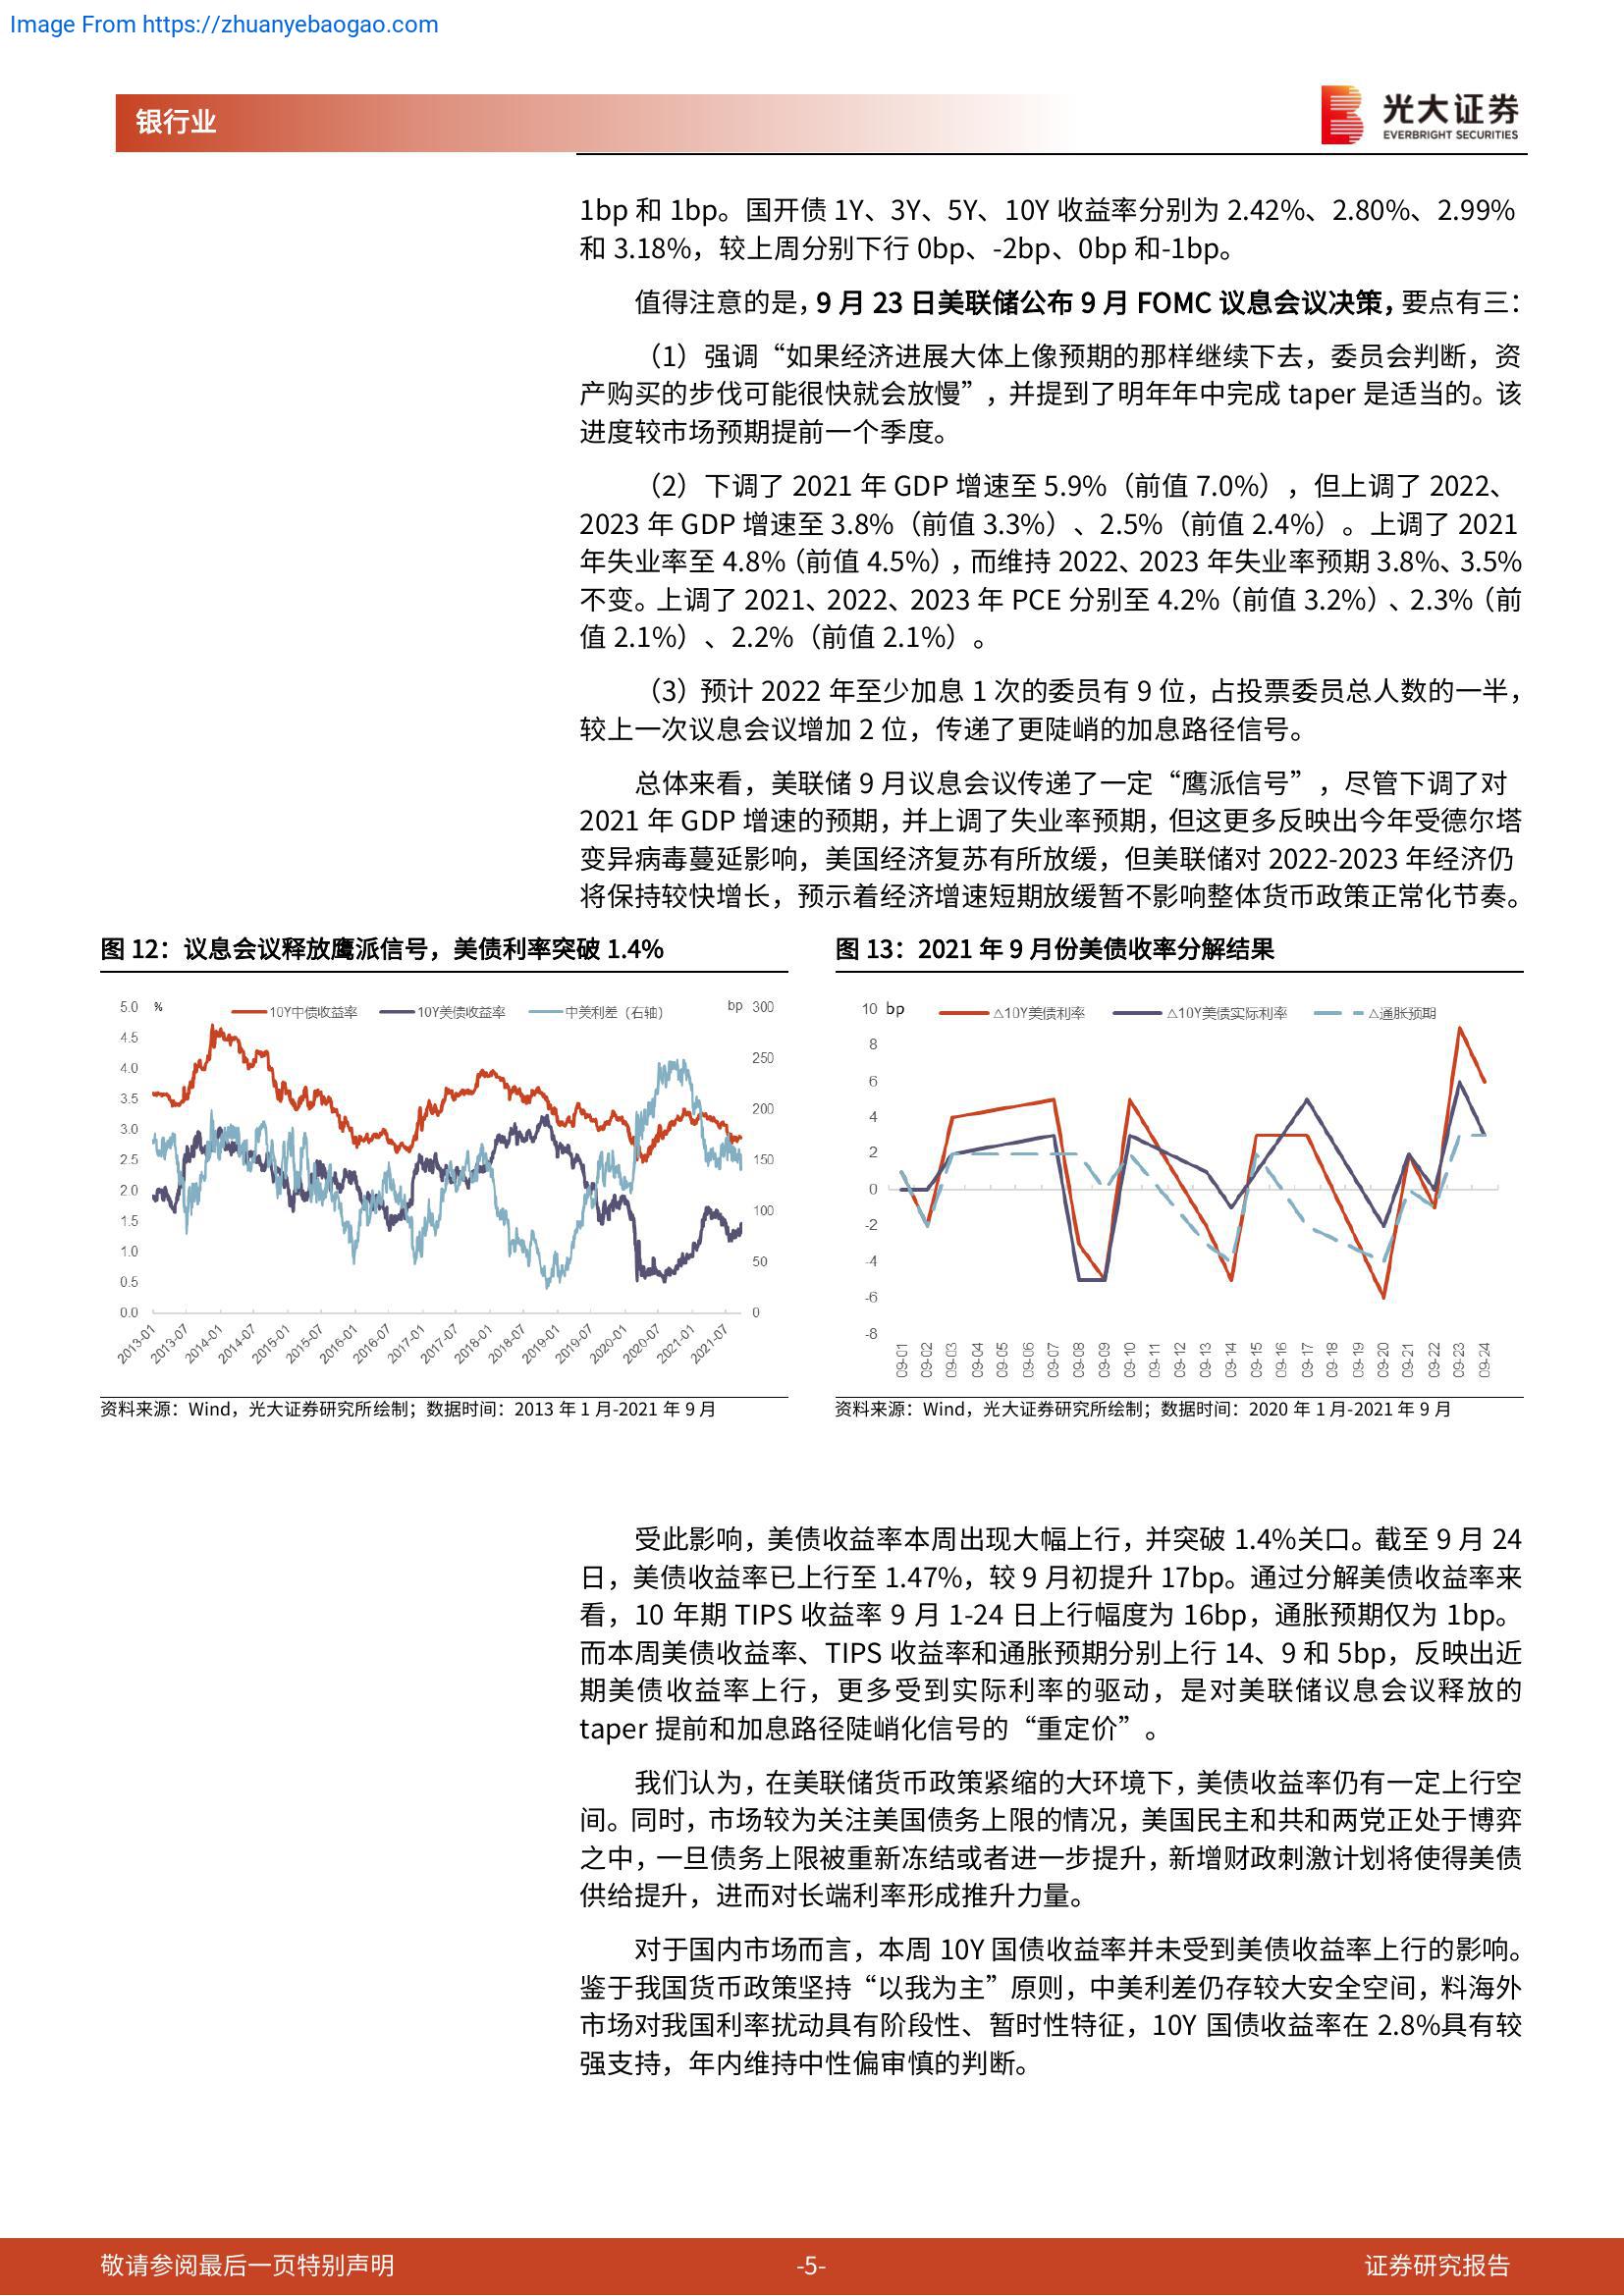 Image From https://zhuanyebaogao.com
银行业
光大证券
EVERBRIGHT SECURITIES
1bp 和 1bp。国开债 1Y、3Y、5Y、10Y 收益率分别为 2.42%、2.80%、2.99%
和 3.18%，较上周分别下行 0bp、-2bp、0bp 和-1bp。
值得注意的是，9 月 23 日美联储公布 9 月 FOMC 议息会议决策，要点有三：
（1）强调“如果经济进展大体上像预期的那样继续下去，委员会判断，资
产购买的步伐可能很快就会放慢”，并提到了明年年中完成 taper 是适当的。该
进度较市场预期提前一个季度。
（2）下调了 2021 年 GDP 增速至 5.9%（前值 7.0%），但上调了 2022、
2023 年 GDP 增速至 3.8%（前值 3.3%）、2.5%（前值 2.4%）。上调了 2021
年失业率至 4.8%（前值 4.5%），而维持 2022、2023 年失业率预期 3.8%、3.5%
不变。上调了 2021、2022、2023 年 PCE 分别至 4.2%（前值 3.2%）、2.3%（前
值 2.1%）、2.2%（前值 2.1%）。
（3）预计 2022 年至少加息 1 次的委员有 9 位，占投票委员总人数的一半，
较上一次议息会议增加 2 位，传递了更陡峭的加息路径信号。
总体来看，美联储 9 月议息会议传递了一定“鹰派信号”，尽管下调了对
2021 年 GDP 增速的预期，并上调了失业率预期，但这更多反映出今年受德尔塔
变异病毒蔓延影响，美国经济复苏有所放缓，但美联储对 2022-2023 年经济仍
将保持较快增长，预示着经济增速短期放缓暂不影响整体货币政策正常化节奏。
图 12：议息会议释放鹰派信号，美债利率突破 1.4%
% 10Y中债收益率 10Y美债收益率 中美利差（右轴） bp
5.0
4.5
4.0
3.5
3.0
2.5
2.0
1.5
1.0
0.5
0.0
300
250
200
150
100
50
0
2013-01 2013-07 2014-01 2014-07 2015-01 2015-07 2016-01 2016-07 2017-01 2017-07 2018-01 2018-07 2019-01 2019-07 2020-01 2020-07 2021-01 2021-07
资料来源：Wind，光大证券研究所绘制；数据时间：2013 年 1 月-2021 年 9 月
图 13：2021 年 9 月份美债收率分解结果
bp △10Y美债利率 △10Y美债实际利率 △通胀预期
10
8
6
4
2
0
-2
-4
-6
-8
09-01 09-02 09-03 09-04 09-05 09-06 09-07 09-08 09-09 09-10 09-11 09-12 09-13 09-14 09-15 09-16 09-17 09-18 09-19 09-20 09-21 09-22 09-23 09-24
资料来源：Wind，光大证券研究所绘制；数据时间：2020 年 1 月-2021 年 9 月
受此影响，美债收益率本周出现大幅上行，并突破 1.4%关口。截至 9 月 24
日，美债收益率已上行至 1.47%，较 9 月初提升 17bp。通过分解美债收益率来
看，10 年期 TIPS 收益率 9 月 1-24 日上行幅度为 16bp，通胀预期仅为 1bp。
而本周美债收益率、TIPS 收益率和通胀预期分别上行 14、9 和 5bp，反映出近
期美债收益率上行，更多受到实际利率的驱动，是对美联储议息会议释放的
taper 提前和加息路径陡峭化信号的“重定价”。
我们认为，在美联储货币政策紧缩的大环境下，美债收益率仍有一定上行空
间。同时，市场较为关注美国债务上限的情况，美国民主和共和两党正处于博弈
之中，一旦债务上限被重新冻结或者进一步提升，新增财政刺激计划将使得美债
供给提升，进而对长端利率形成推升力量。
对于国内市场而言，本周 10Y 国债收益率并未受到美债收益率上行的影响。
鉴于我国货币政策坚持“以我为主”原则，中美利差仍存较大安全空间，料海外
市场对我国利率扰动具有阶段性、暂时性特征，10Y 国债收益率在 2.8%具有较
强支持，年内维持中性偏审慎的判断。
敬请参阅最后一页特别声明
-5-
证券研究报告